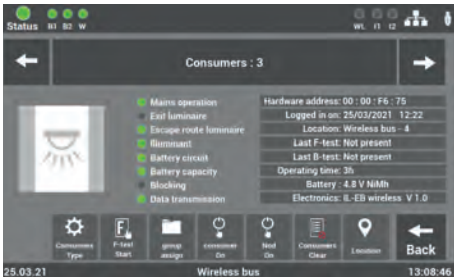 Status B1 B2 W WL I1 I2
Consumers : 3
Mains operation
Exit luminaire
Escape route luminaire
Illuminant
Battery circuit
Battery capacity
Blocking
Data transmission
Hardware address: 00 : 00 : F6 : 75
Logged in on: 25/03/2021 12:22
Location: Wireless bus - 4
Last F-test: Not present
Last B-test: Not present
Operating time: 3h
Battery : 4.8 V NiMh
Electronics: IL-EB wireless V 1.0
Consumers Type
F-test Start
group assign
consumer On
Nod On
Consumers Clear
Location
Back
25.03.21 Wireless bus 13:08:46